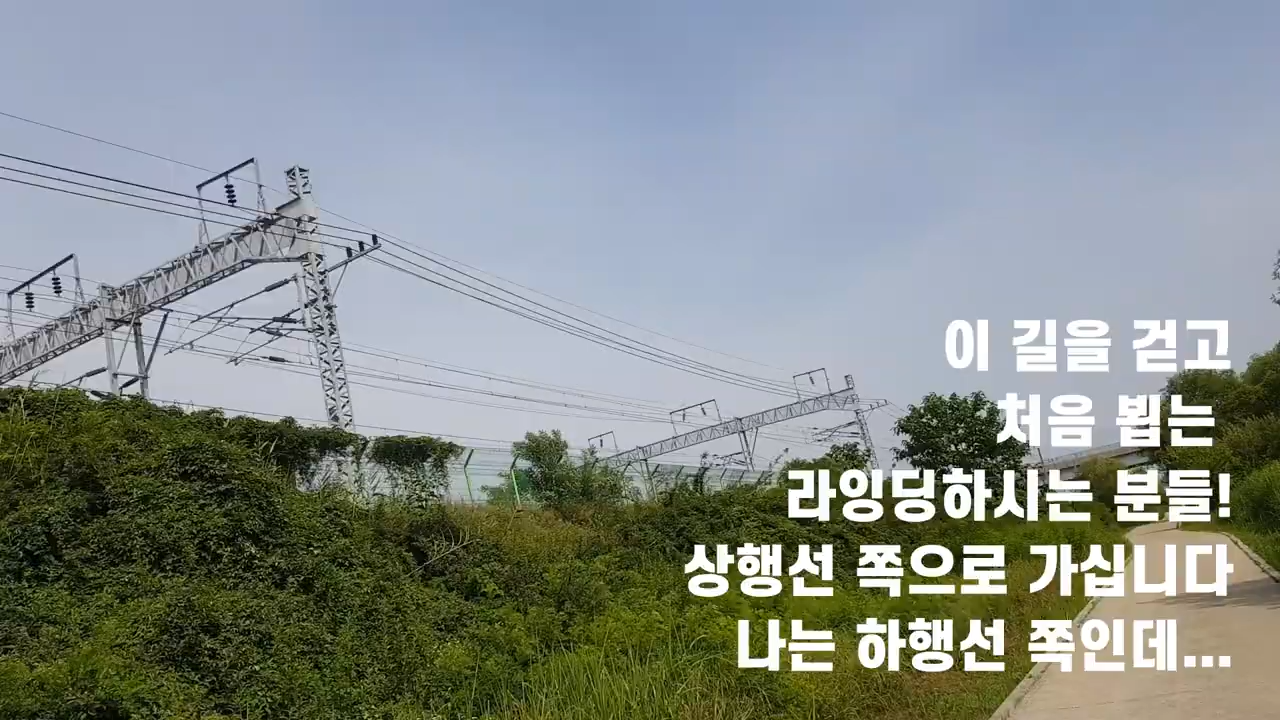 이 길을 걷고
처음 뵙는
라잉딩하시는 분들!
상행선 쪽으로 가십니다
나는 하행선 쪽인데...